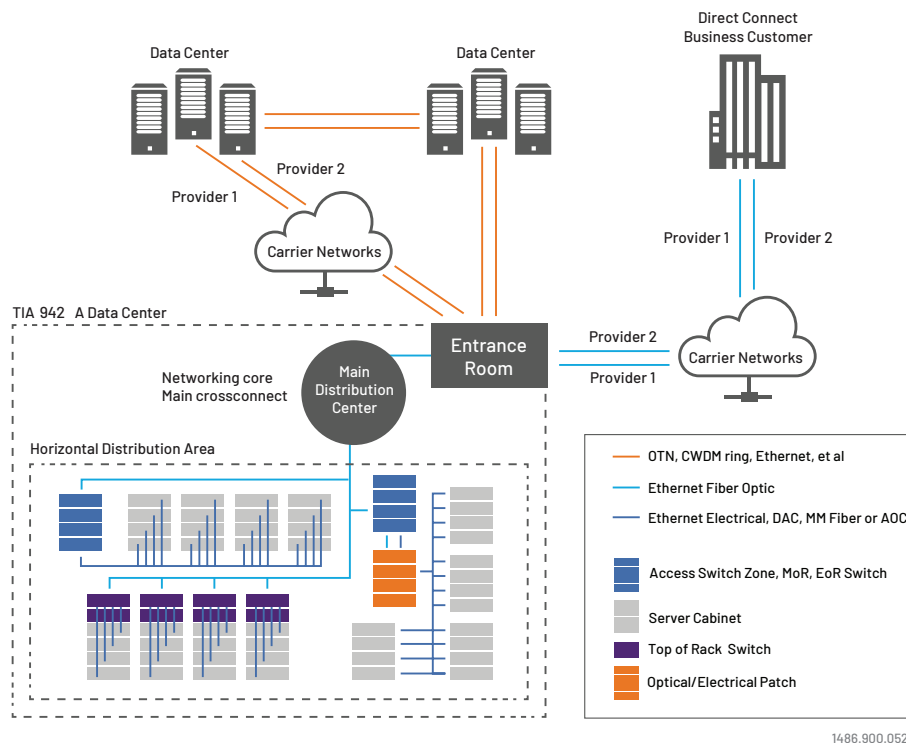 Direct Connect
Business Customer
Data Center
Data Center
Provider 2
Provider 1
Carrier Networks
Provider 1
Provider 2
TIA 942 A Data Center
Entrance
Room
Provider 2
Provider 1
Carrier Networks
Networking core
Main crossconnect
Main
Distribution
Center
Horizontal Distribution Area
OTN, CWDM ring, Ethernet, et al
Ethernet Fiber Optic
Ethernet Electrical, DAC, MM Fiber or AOC
Access Switch Zone, MoR, EoR Switch
Server Cabinet
Top of Rack Switch
Optical/Electrical Patch
1486.900.052